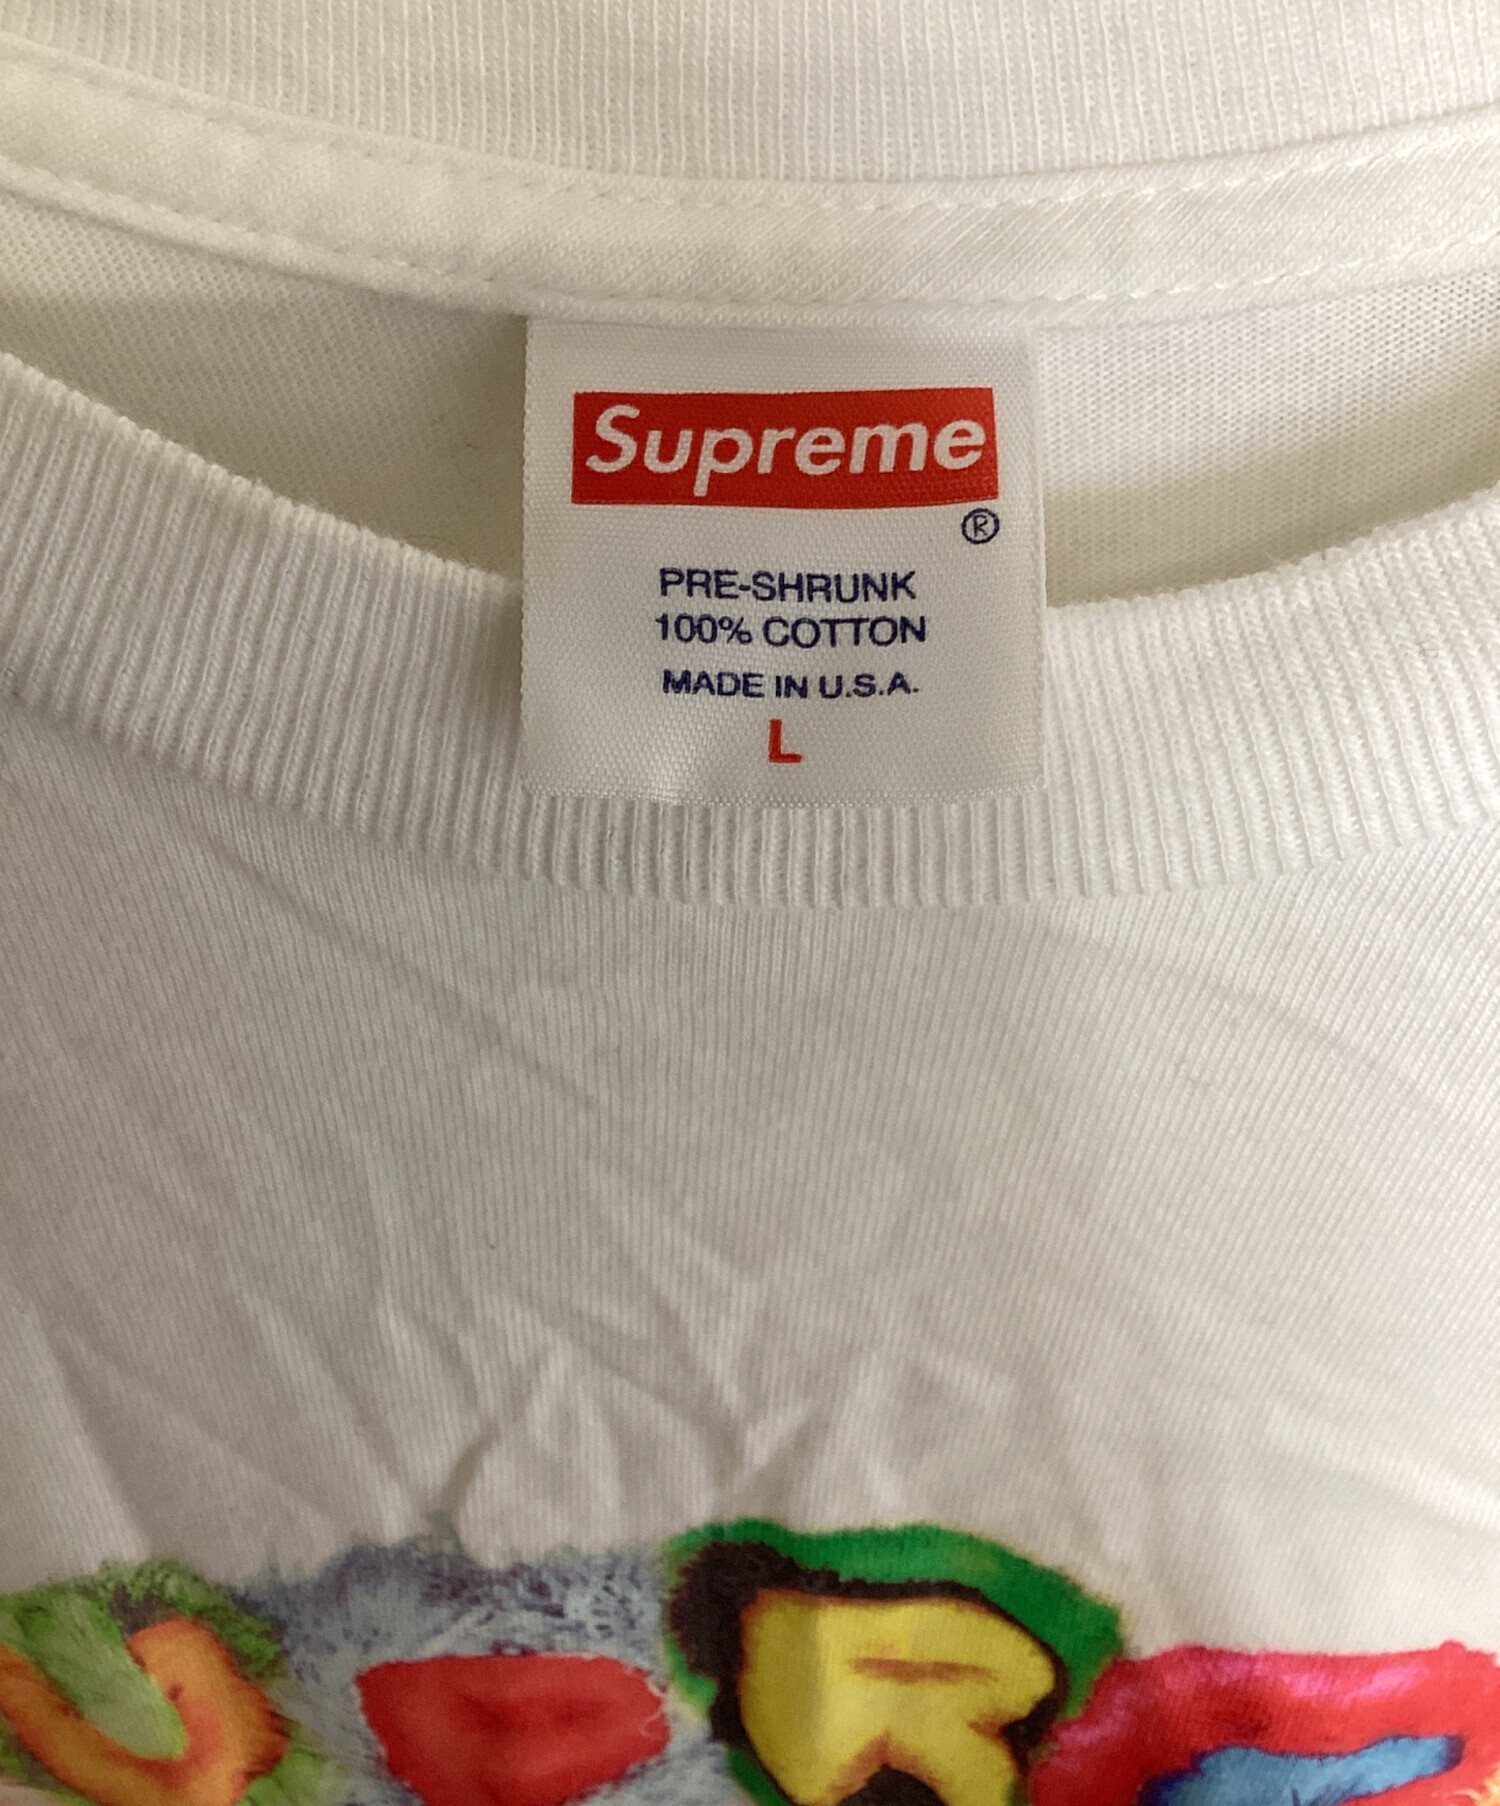 Supreme
®
PRE-SHRUNK
100% COTTON
MADE IN U.S.A.
L